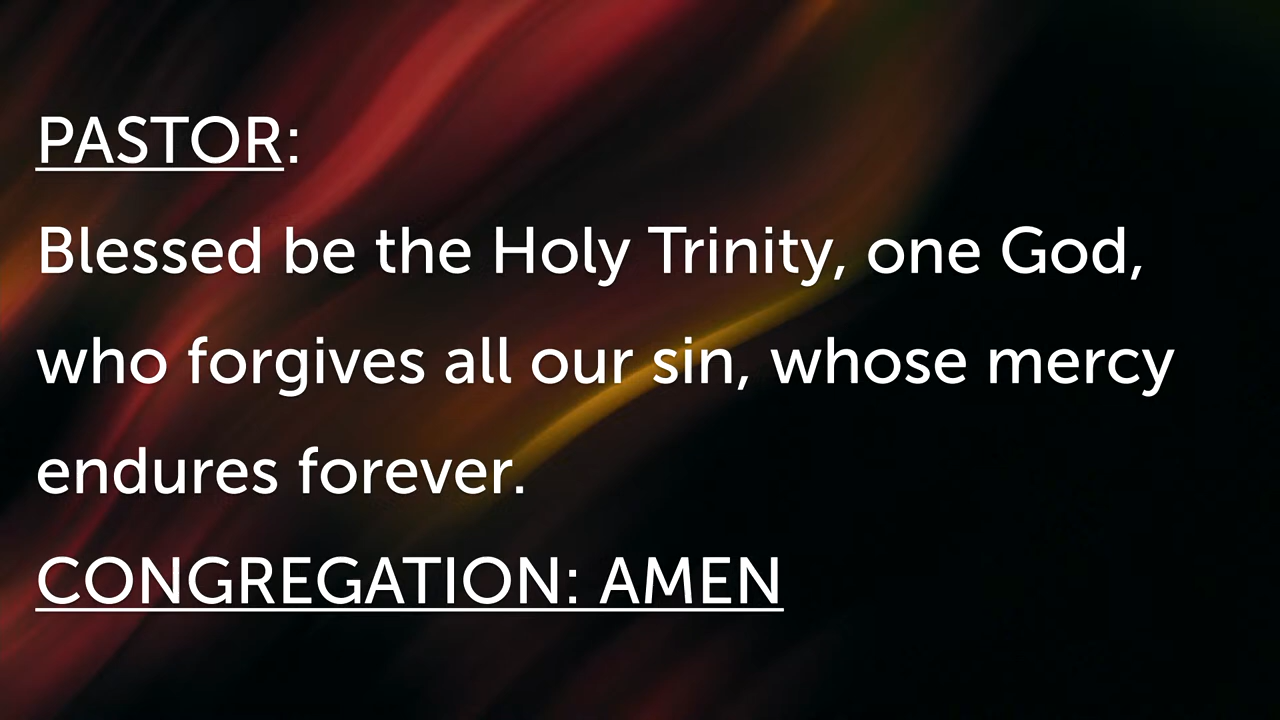 PASTOR:
Blessed be the Holy Trinity, one God,
who forgives all our sin, whose mercy
endures forever.
CONGREGATION: AMEN